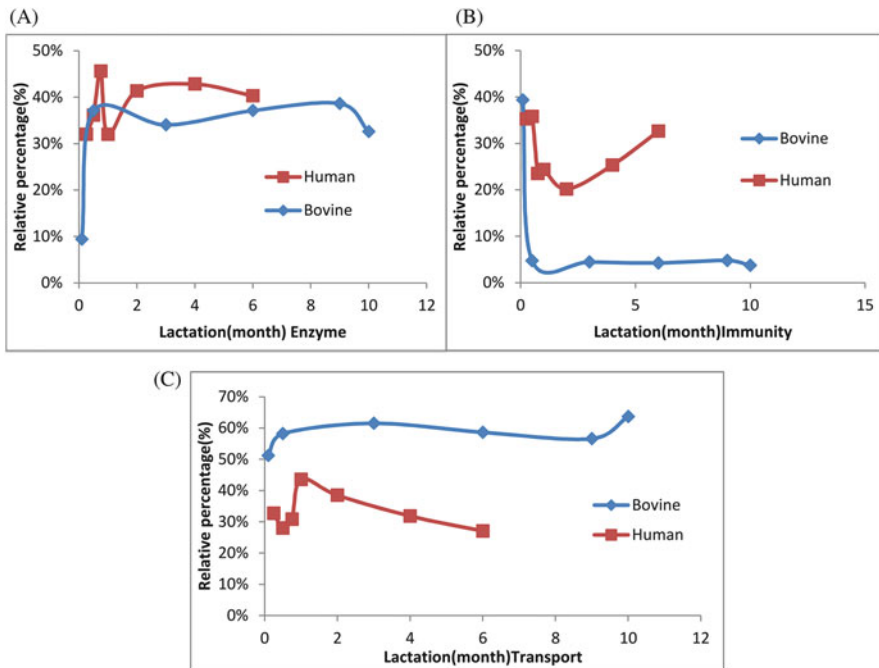 (A)
Relative percentage(%)
50%
40%
30%
20%
10%
0%
Human
Bovine
0 2 4 6 8 10 12
Lactation(month) Enzyme
(B)
Relative percentage(%)
50%
40%
30%
20%
10%
0%
Bovine
Human
0 5 10 15
Lactation(month)Immunity
(C)
Relative percentage(%)
70%
60%
50%
40%
30%
20%
10%
0%
Bovine
Human
0 2 4 6 8 10 12
Lactation(month)Transport